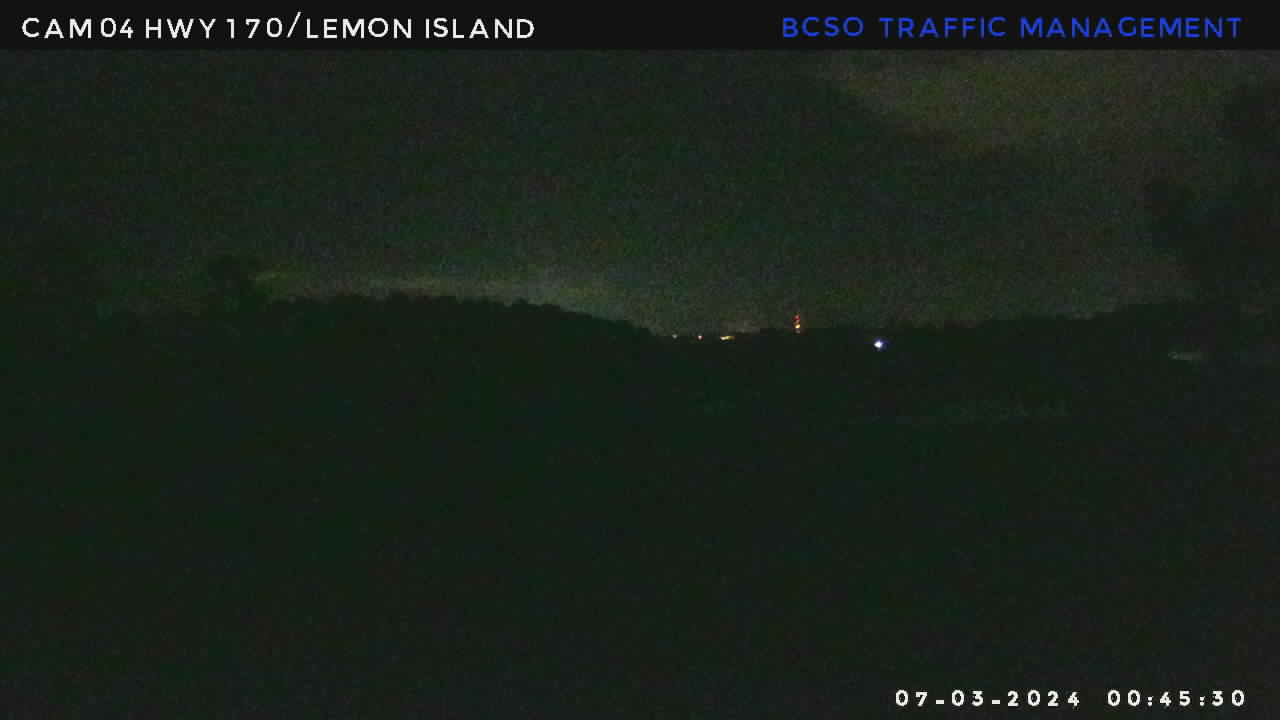 CAM04 HWY 170/LEMON ISLAND
BCSO TRAFFIC MANAGEMENT
07-03-2024 00:45:30